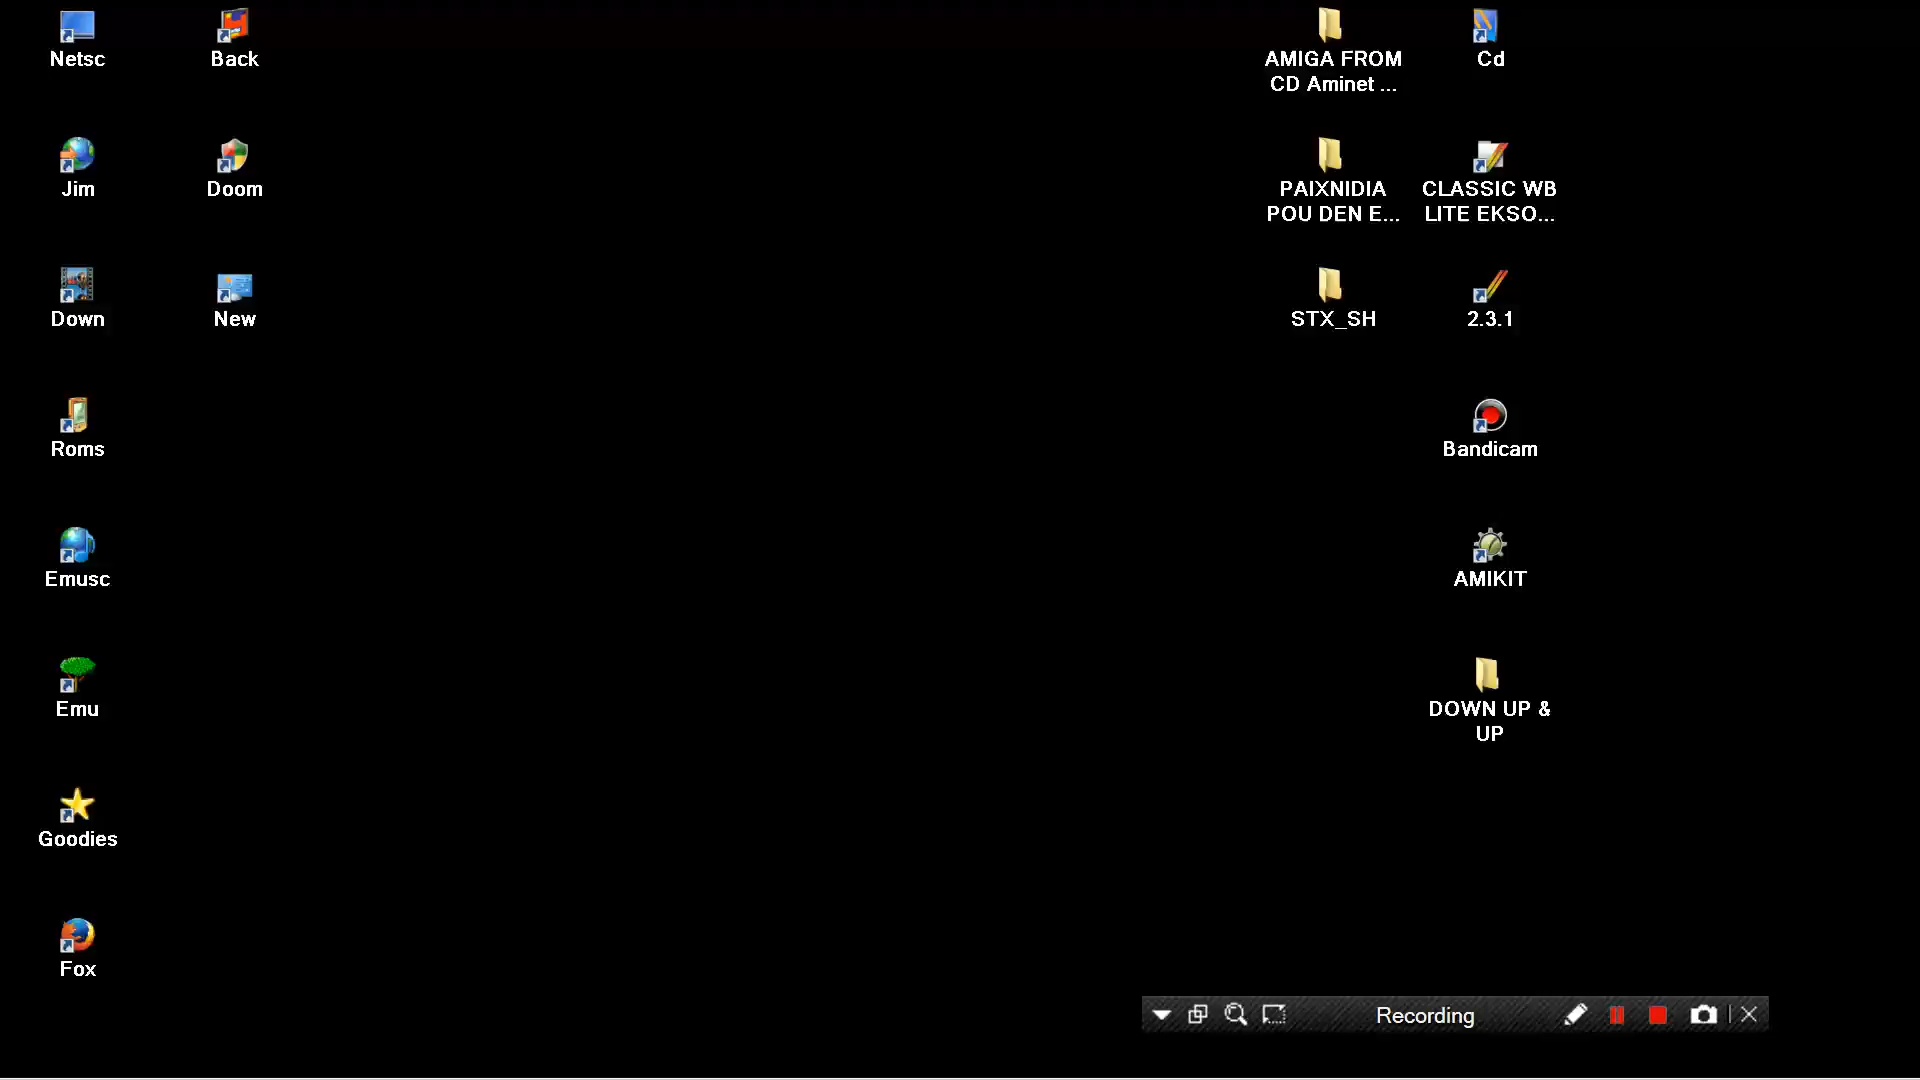 Netsc
Back
AMIGA FROM
CD Aminet ...
Cd
Jim
Doom
PAIXNIDIA
POU DEN E...
CLASSIC WB
LITE EKSO...
Down
New
STX_SH
2.3.1
Roms
Bandicam
Emusc
AMIKIT
Emu
DOWN UP &
UP
Goodies
Fox
Recording